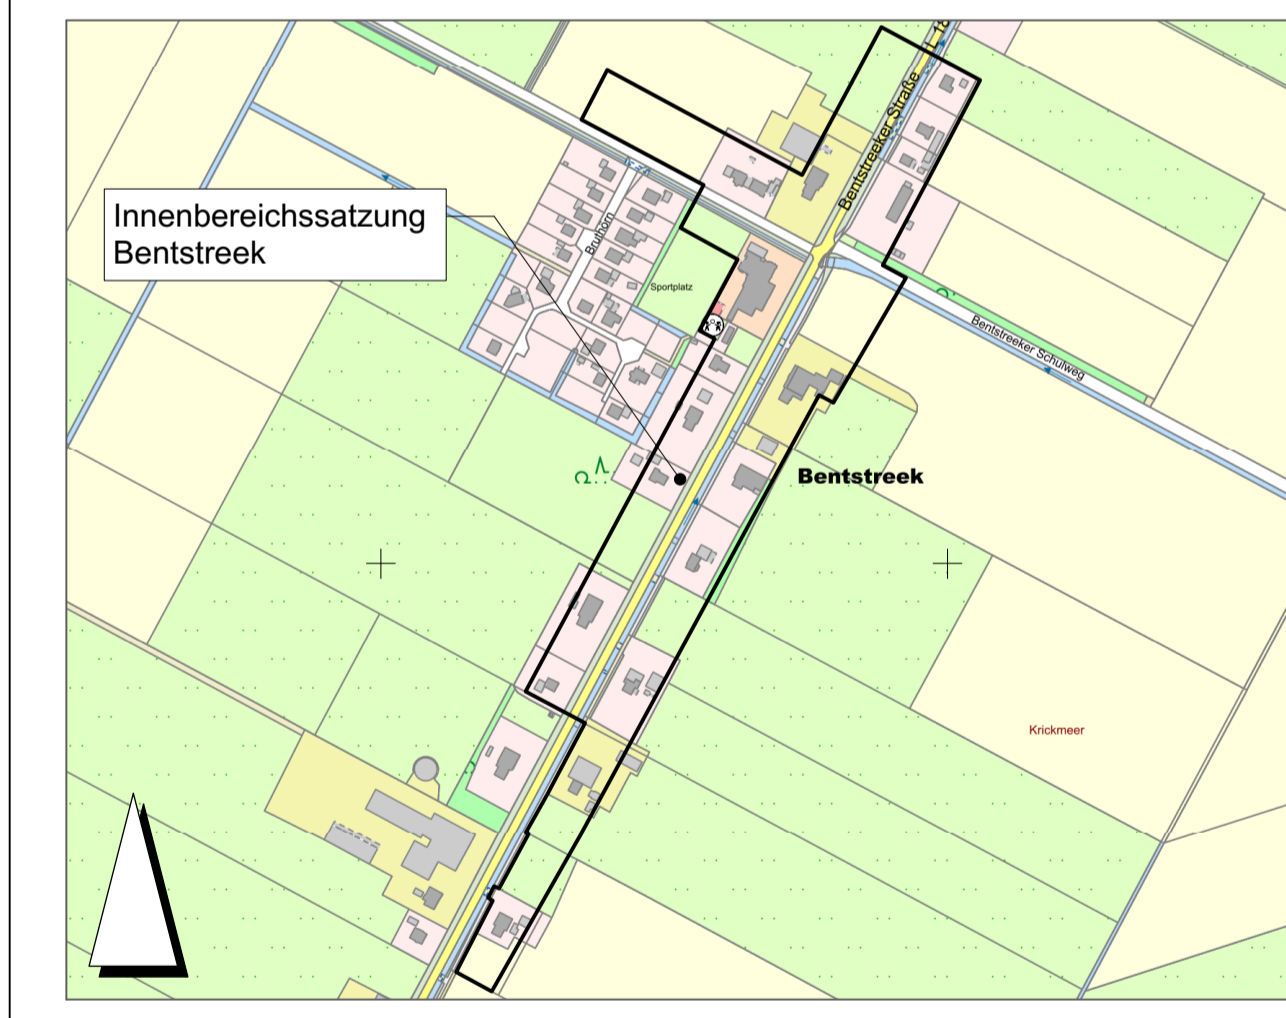 Bentstreeker Straße
Innenbereichssatzung
Bentstreek
Bruthorn
Sportplatz
Bentstreeker Schulweg
Bentstreek
Krickmeer